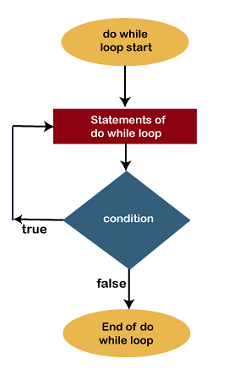 do while
loop start
Statements of
do while loop
condition
true
false
End of do
while loop